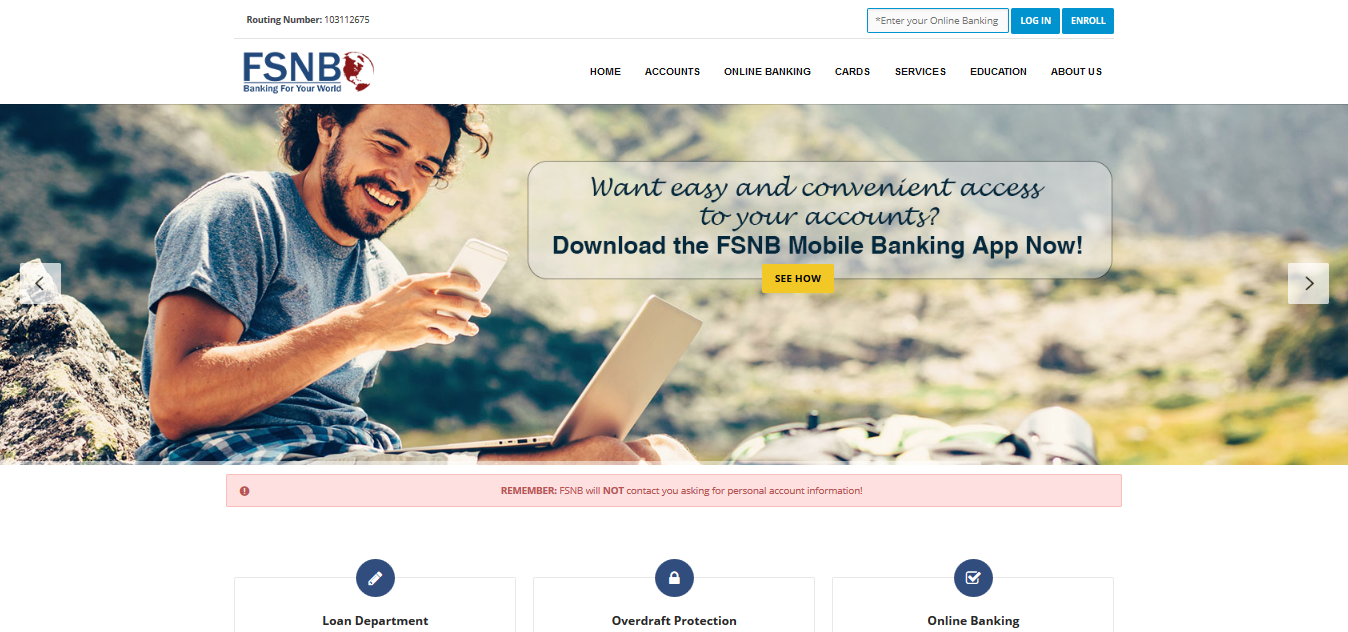 Routing Number: 103112675
*Enter your Online Banking
LOG IN
ENROLL
FSNB
Banking For Your World
HOME
ACCOUNTS
ONLINE BANKING
CARDS
SERVICES
EDUCATION
ABOUT US
Want easy and convenient access
to your accounts?
Download the FSNB Mobile Banking App Now!
SEE HOW
REMEMBER: FSNB will NOT contact you asking for personal account information!
Loan Department
Overdraft Protection
Online Banking